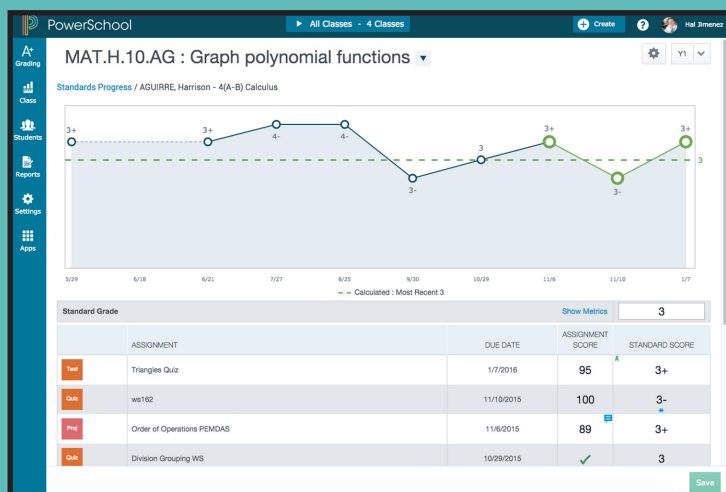 PowerSchool
All Classes - 4 Classes
Create
?
Hal Jimenez
A+
Grading
Class
Students
Reports
Settings
Apps
MAT.H.10.AG : Graph polynomial functions
Y1
Standards Progress / AGUIRRE, Harrison - 4(A-B) Calculus
3+
3+
4-
4-
3-
3
3+
3-
3+
3
5/29 6/18 6/21 7/27 8/25 9/30 10/29 11/6 11/10 1/7
Calculated : Most Recent 3
Standard Grade Show Metrics 3
ASSIGNMENT DUE DATE ASSIGNMENT SCORE STANDARD SCORE
Test Triangles Quiz 1/7/2016 95 3+
Quiz ws162 11/10/2015 100 3-
Proj Order of Operations PEMDAS 11/6/2015 89 3+
Quiz Division Grouping WS 10/29/2015 3
Save